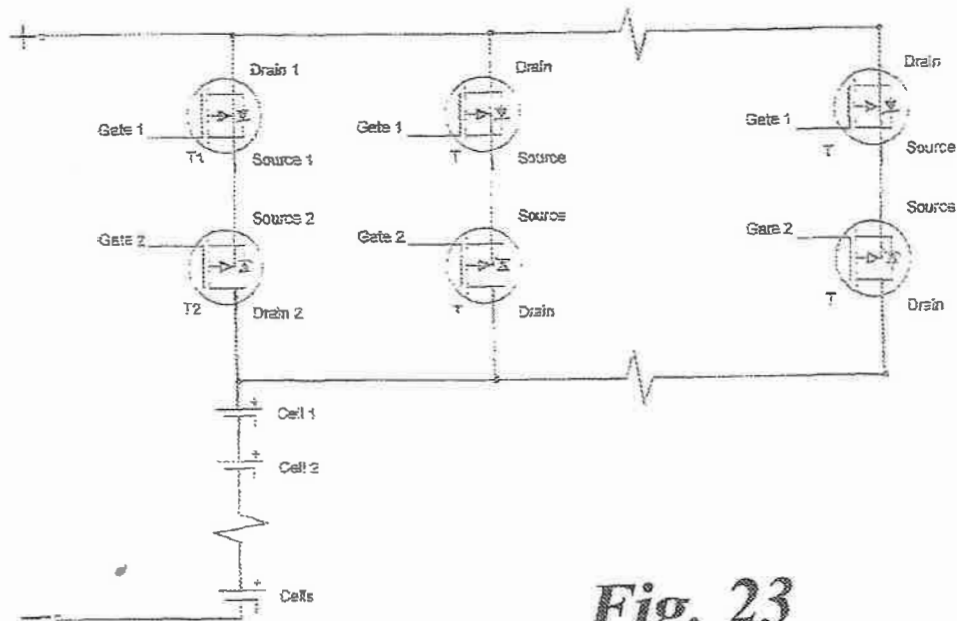 +
Drain 1
Drain
Drain
Gate 1
Gate 1
Gate 1
T1
T
T
Source 1
Source
Source
Source 2
Source
Source
Gate 2
Gate 2
Gate 2
T2
T
T
Drain 2
Drain
Drain
+
Cell 1
+
Cell 2
+
Cells
—
Fig. 23